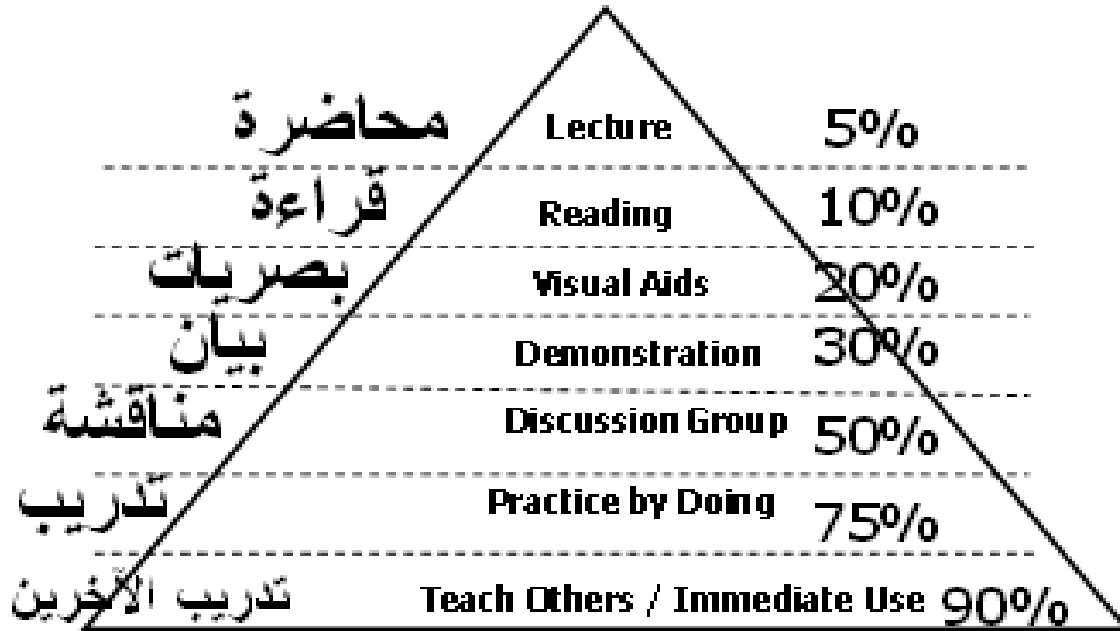 محاضرة Lecture 5%
قراءة Reading 10%
بصريات Visual Aids 20%
بيان Demonstration 30%
مناقشة Discussion Group 50%
تدريب Practice by Doing 75%
تدريب الآخرين Teach Others / Immediate Use 90%